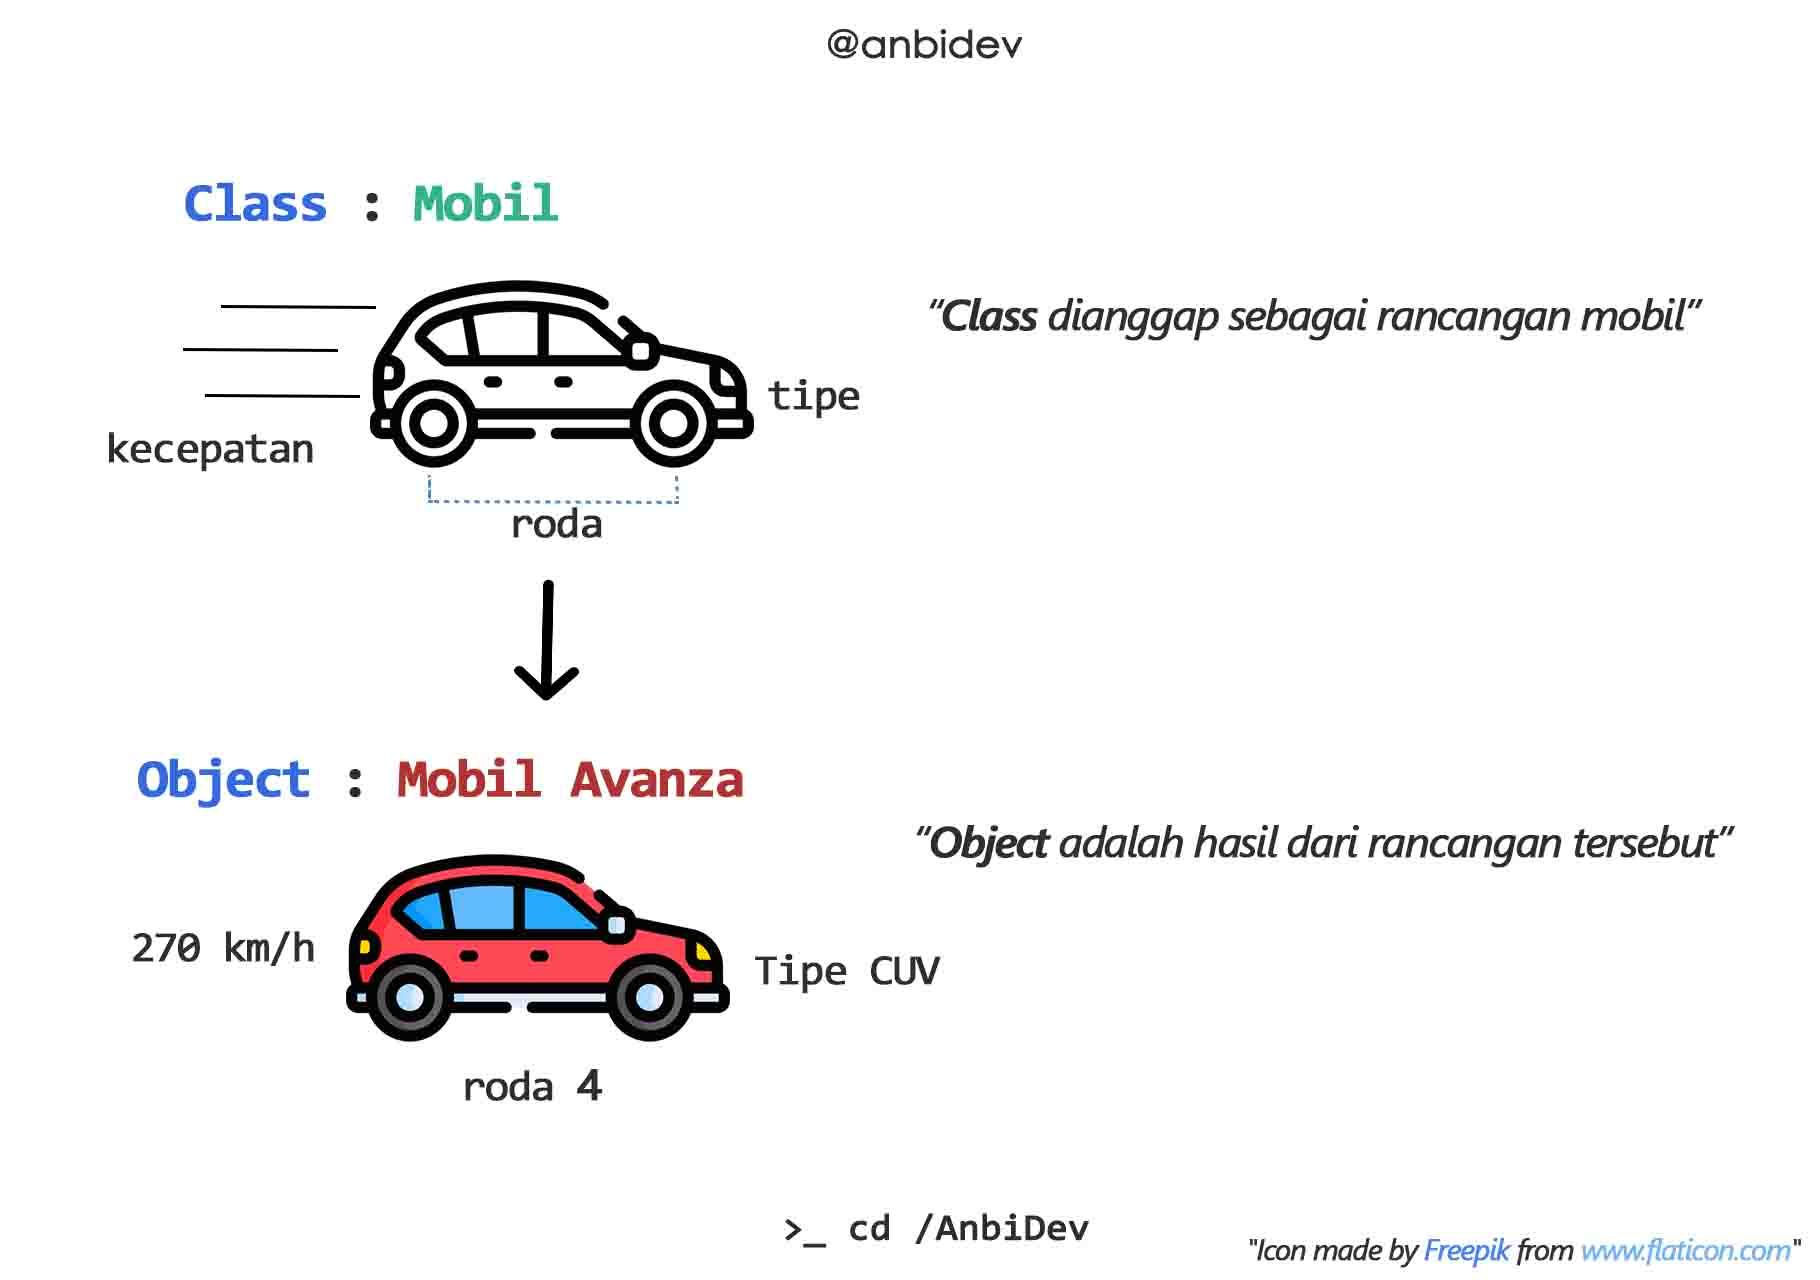 @anbidev
Class : Mobil
"Class dianggap sebagai rancangan mobil"
tipe
kecepatan
roda
Object : Mobil Avanza
"Object adalah hasil dari rancangan tersebut"
270 km/h
Tipe CUV
roda 4
>_ cd /AnbiDev
"Icon made by Freepik from www.flaticon.com"